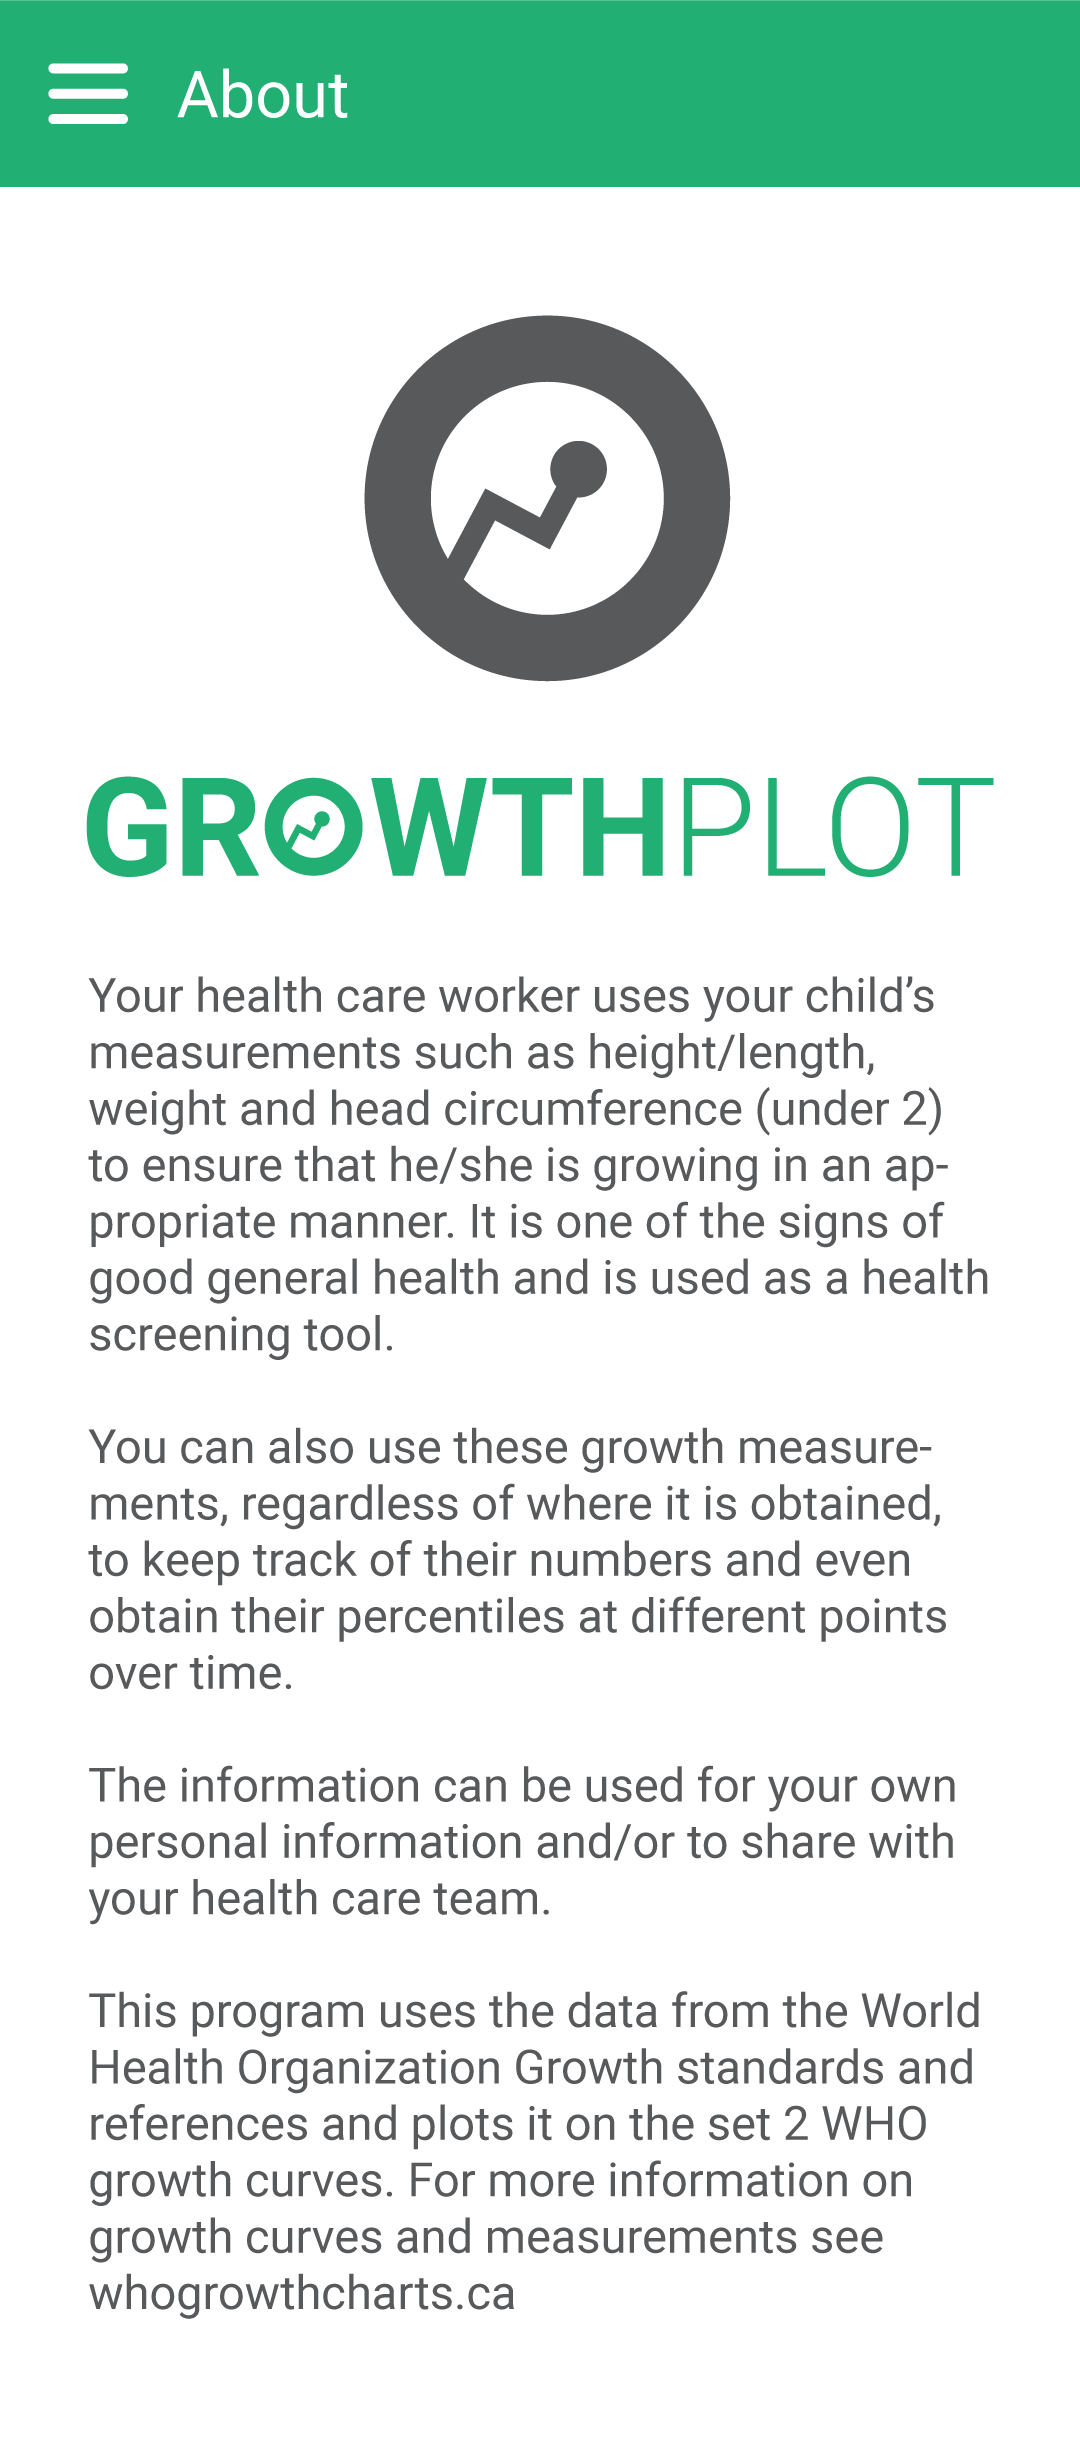 About
GROWTHPLOT
Your health care worker uses your child’s
measurements such as height/length,
weight and head circumference (under 2)
to ensure that he/she is growing in an ap-
propriate manner. It is one of the signs of
good general health and is used as a health
screening tool.
You can also use these growth measure-
ments, regardless of where it is obtained,
to keep track of their numbers and even
obtain their percentiles at different points
over time.
The information can be used for your own
personal information and/or to share with
your health care team.
This program uses the data from the World
Health Organization Growth standards and
references and plots it on the set 2 WHO
growth curves. For more information on
growth curves and measurements see
whogrowthcharts.ca